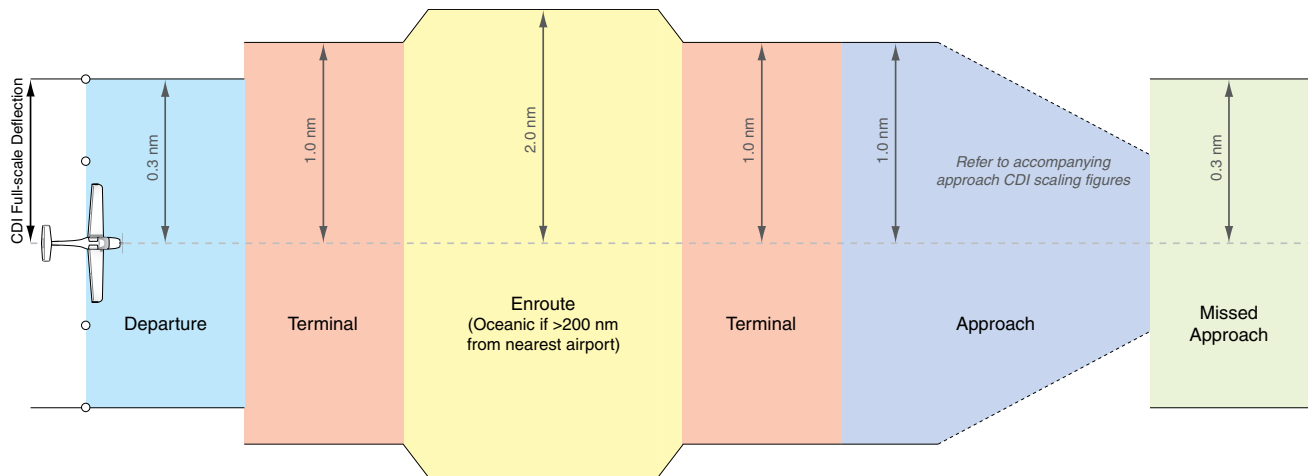 CDI Full-scale Deflection
0.3 nm
1.0 nm
2.0 nm
1.0 nm
1.0 nm
0.3 nm
Refer to accompanying
approach CDI scaling figures
Departure
Terminal
Enroute
(Oceanic if >200 nm
from nearest airport)
Terminal
Approach
Missed
Approach